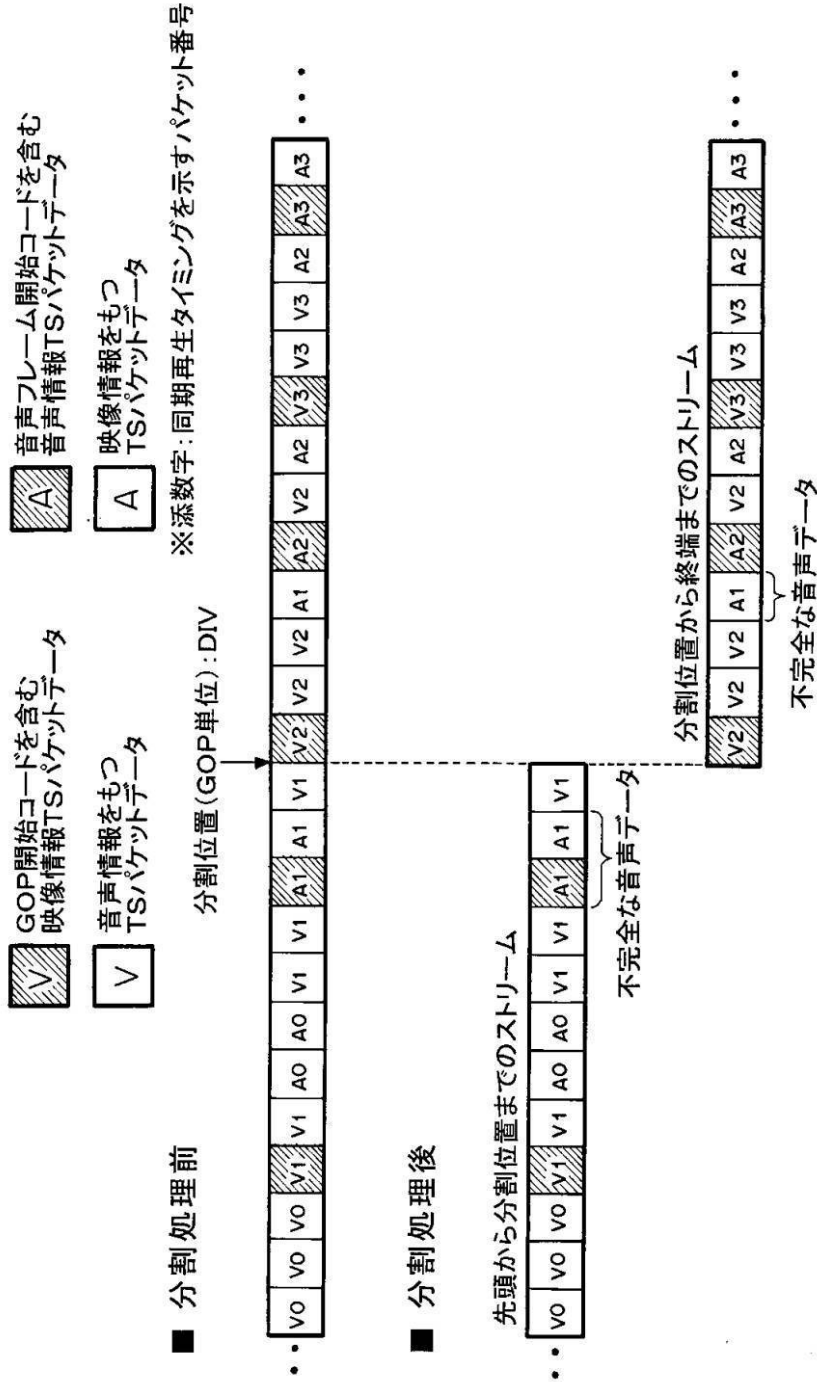 V
GOP開始コードを含む
映像情報TSパケットデータ
A
音声フレーム開始コードを含む
音声情報TSパケットデータ
V
音声情報をもつ
TSパケットデータ
A
映像情報をもつ
TSパケットデータ
※添数字:同期再生タイミングを示すパケット番号
■ 分割処理前
分割位置(GOP単位):DIV
・・ V0 V0 V0 V1 V1 A0 A0 V1 V1 A1 A1 V1 V2 V2 V2 A1 A2 V2 A2 V3 V3 V3 A2 A3 A3 ・・・
■ 分割処理後
先頭から分割位置までのストリーム
・・ V0 V0 V0 V1 V1 A0 A0 V1 V1 A1 A1 V1
不完全な音声データ
分割位置から終端までのストリーム
V2 V2 V2 A1 A2 V2 A2 V3 V3 V3 A2 A3 A3 ・・・
不完全な音声データ